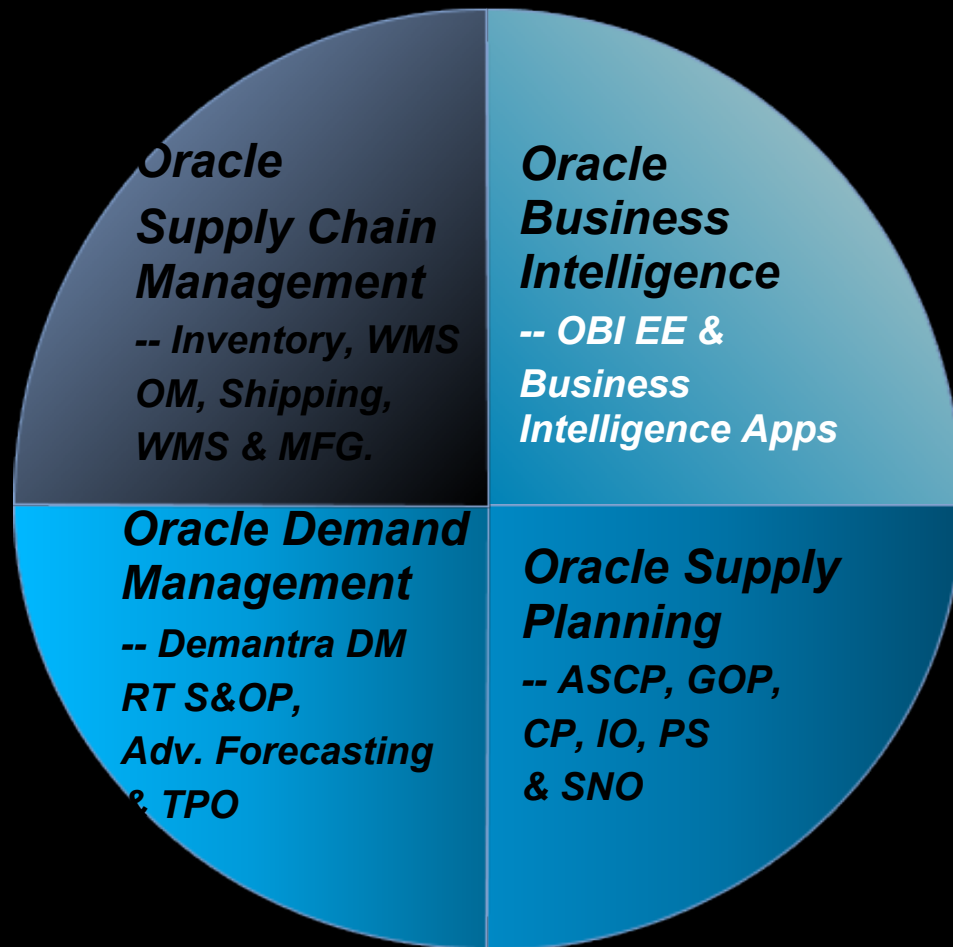 Oracle
Supply Chain
Management
-- Inventory, WMS
OM, Shipping,
WMS & MFG.
Oracle
Business
Intelligence
-- OBI EE &
Business
Intelligence Apps
Oracle Demand
Management
-- Demantra DM
RT S&OP,
Adv. Forecasting
& TPO
Oracle Supply
Planning
-- ASCP, GOP,
CP, IO, PS
& SNO